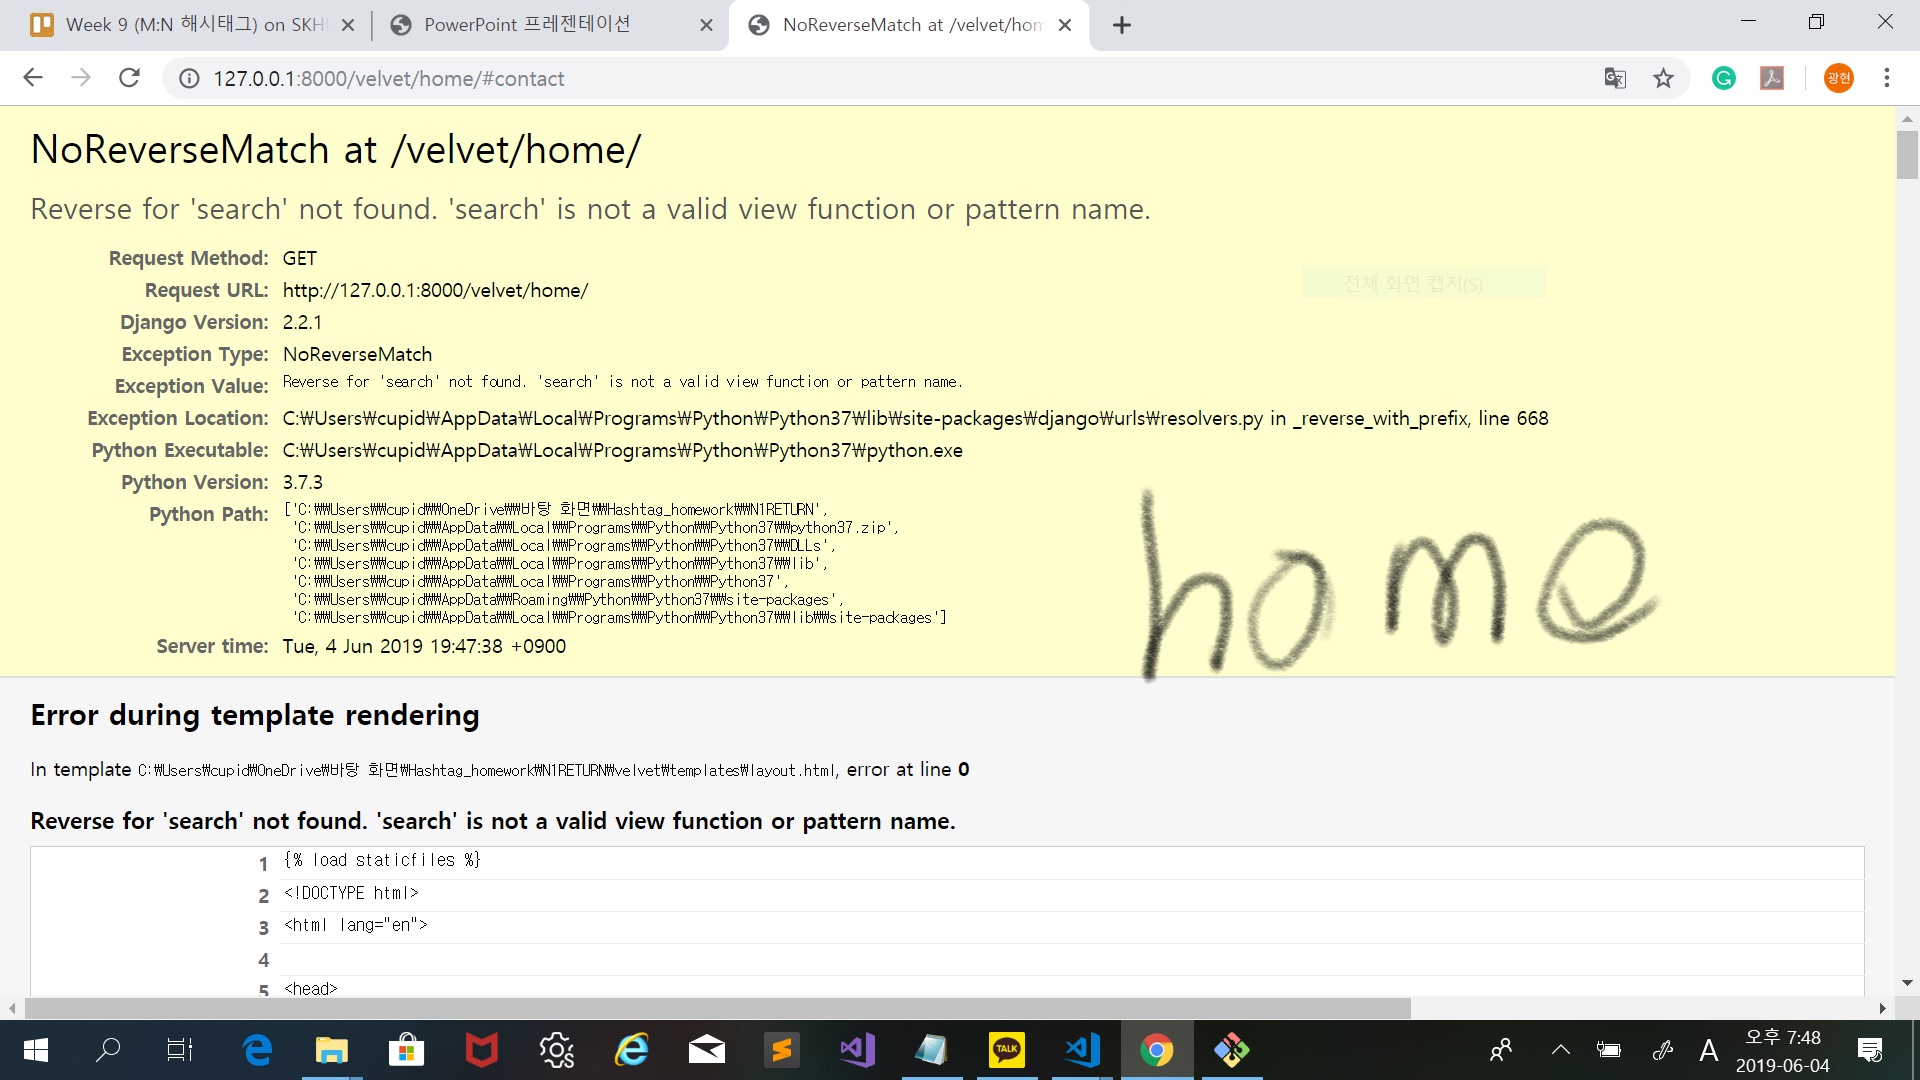 Week 9 (M:N 해시태그) on SKH
PowerPoint 프레젠테이션
NoReverseMatch at /velvet/hom
127.0.0.1:8000/velvet/home/#contact
광현
NoReverseMatch at /velvet/home/
Reverse for 'search' not found. 'search' is not a valid view function or pattern name.
Request Method: GET
Request URL: http://127.0.0.1:8000/velvet/home/
전체 화면 캡처(S)
Django Version: 2.2.1
Exception Type: NoReverseMatch
Exception Value: Reverse for 'search' not found. 'search' is not a valid view function or pattern name.
Exception Location: C:₩Users₩cupid₩AppData₩Local₩Programs₩Python₩Python37₩lib₩site-packages₩django₩urls₩resolvers.py in _reverse_with_prefix, line 668
Python Executable: C:₩Users₩cupid₩AppData₩Local₩Programs₩Python₩Python37₩python.exe
Python Version: 3.7.3
Python Path: ['C:₩₩Users₩₩cupid₩₩OneDrive₩₩바탕 화면₩₩Hashtag_homework₩₩N1RETURN',
'C:₩₩Users₩₩cupid₩₩AppData₩₩Local₩₩Programs₩₩Python₩₩Python37₩₩python37.zip',
'C:₩₩Users₩₩cupid₩₩AppData₩₩Local₩₩Programs₩₩Python₩₩Python37₩₩DLLs',
'C:₩₩Users₩₩cupid₩₩AppData₩₩Local₩₩Programs₩₩Python₩₩Python37₩₩lib',
'C:₩₩Users₩₩cupid₩₩AppData₩₩Local₩₩Programs₩₩Python₩₩Python37',
'C:₩₩Users₩₩cupid₩₩AppData₩₩Roaming₩₩Python₩₩Python37₩₩site-packages',
'C:₩₩Users₩₩cupid₩₩AppData₩₩Local₩₩Programs₩₩Python₩₩Python37₩₩lib₩₩site-packages']
home
Server time: Tue, 4 Jun 2019 19:47:38 +0900
Error during template rendering
In template C:₩Users₩cupid₩OneDrive₩바탕 화면₩Hashtag_homework₩N1RETURN₩velvet₩templates₩layout.html, error at line 0
Reverse for 'search' not found. 'search' is not a valid view function or pattern name.
1 {% load staticfiles %}
2 <!DOCTYPE html>
3 <html lang="en">
4
5 <head>
TALK
A
오후 7:48
2019-06-04